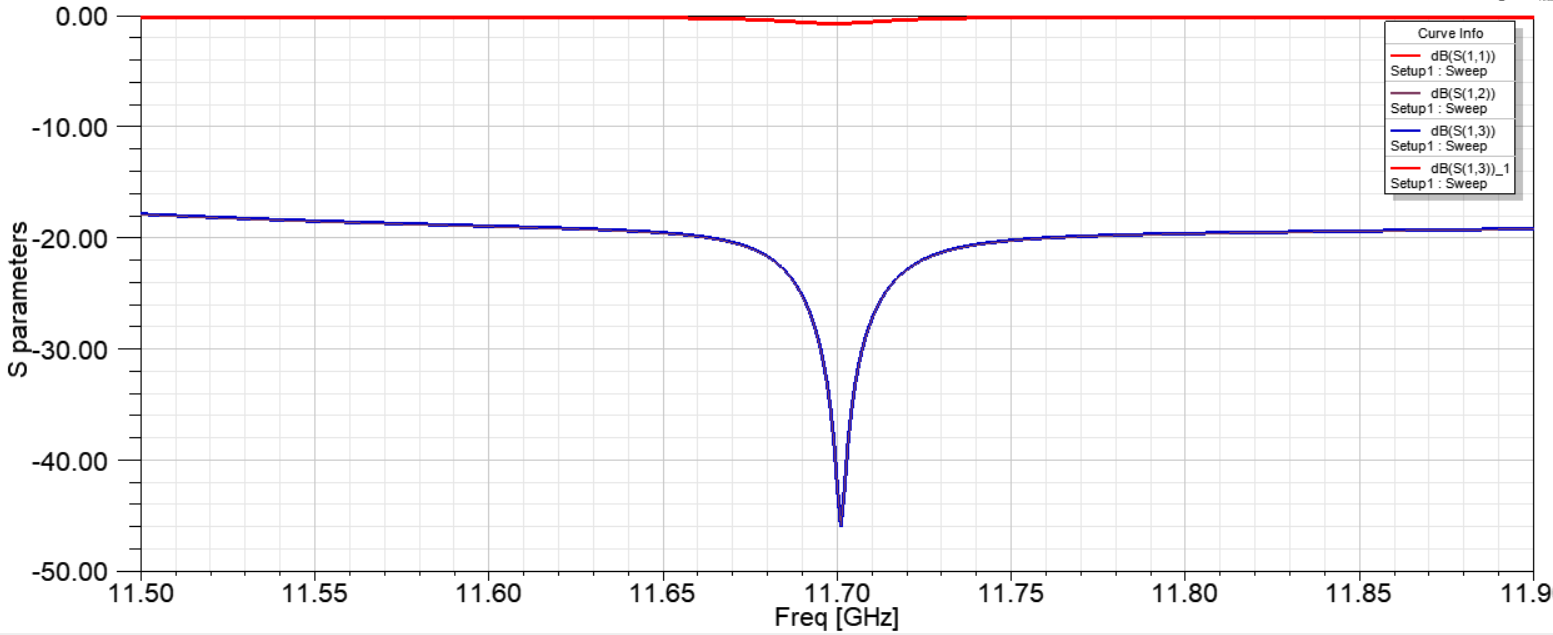 0.00
-10.00
-20.00
-30.00
-40.00
-50.00
S parameters
Curve Info
dB(S(1,1))
Setup1 : Sweep
dB(S(1,2))
Setup1 : Sweep
dB(S(1,3))
Setup1 : Sweep
dB(S(1,3))_1
Setup1 : Sweep
11.50 11.55 11.60 11.65 11.70 11.75 11.80 11.85 11.9
Freq [GHz]